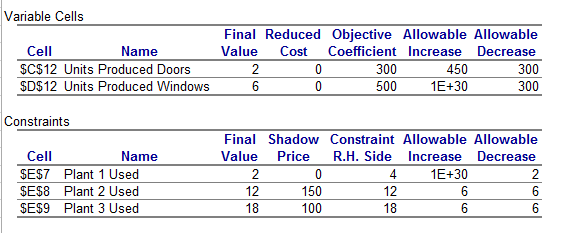 Variable Cells
Final Reduced Objective Allowable Allowable
Cell Name Value Cost Coefficient Increase Decrease
$C$12 Units Produced Doors 2 0 300 450 300
$D$12 Units Produced Windows 6 0 500 1E+30 300
Constraints
Final Shadow Constraint Allowable Allowable
Cell Name Value Price R.H. Side Increase Decrease
$E$7 Plant 1 Used 2 0 4 1E+30 2
$E$8 Plant 2 Used 12 150 12 6 6
$E$9 Plant 3 Used 18 100 18 6 6